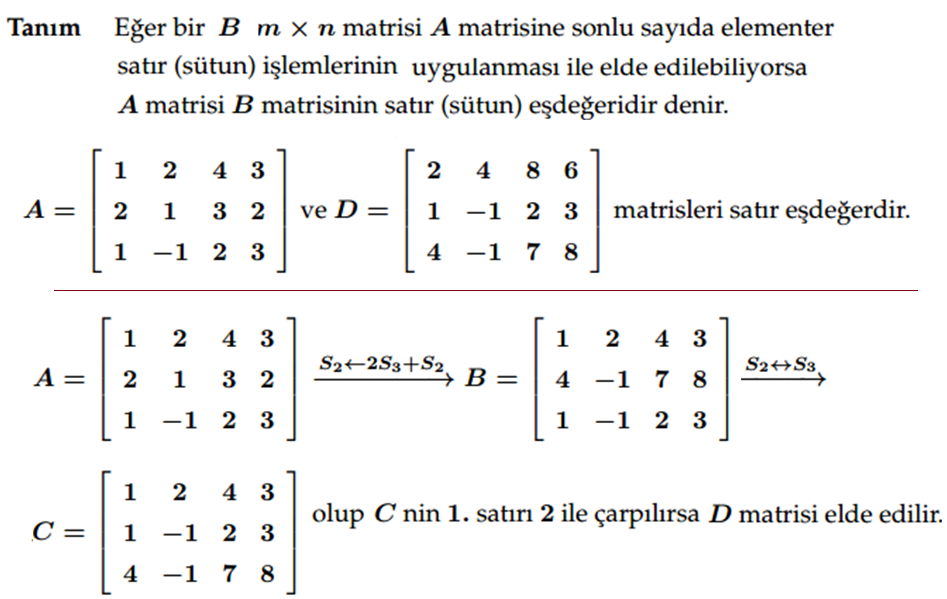 Tanım Eğer bir B m × n matrisi A matrisine sonlu sayıda elementer
satır (sütun) işlemlerinin uygulanması ile elde edilebiliyorsa
A matrisi B matrisinin satır (sütun) eşdeğeridir denir.
1 2 4 3 2 4 8 6
A = 2 1 3 2 ve D = 1 −1 2 3 matrisleri satır eşdeğerdir.
1 −1 2 3 4 −1 7 8
1 2 4 3 1 2 4 3
A = 2 1 3 2 S₂←2S₃+S₂ B = 4 −1 7 8 S₂↔S₃
1 −1 2 3 1 −1 2 3
1 2 4 3
C = 1 −1 2 3 olup C nin 1. satırı 2 ile çarpılırsa D matrisi elde edilir.
4 −1 7 8